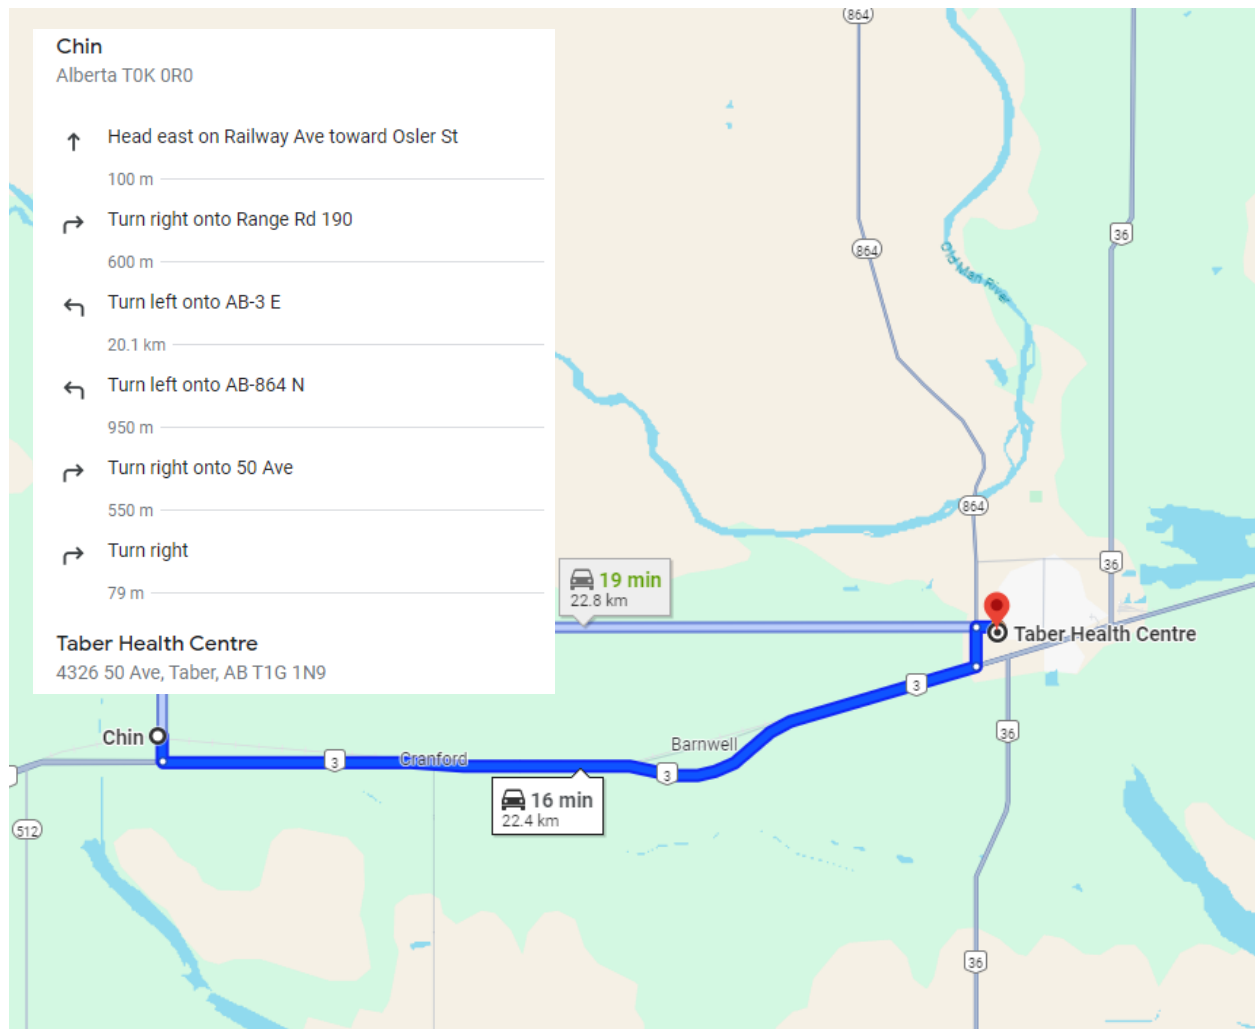 Chin
Alberta T0K 0R0
Head east on Railway Ave toward Osler St
100 m
Turn right onto Range Rd 190
600 m
Turn left onto AB-3 E
20.1 km
Turn left onto AB-864 N
950 m
Turn right onto 50 Ave
550 m
Turn right
79 m
Taber Health Centre
4326 50 Ave, Taber, AB T1G 1N9
864
36
864
Old Man River
864
36
19 min
22.8 km
Taber Health Centre
3
36
Chin
Barnwell
3
Cranford
3
16 min
22.4 km
512
36